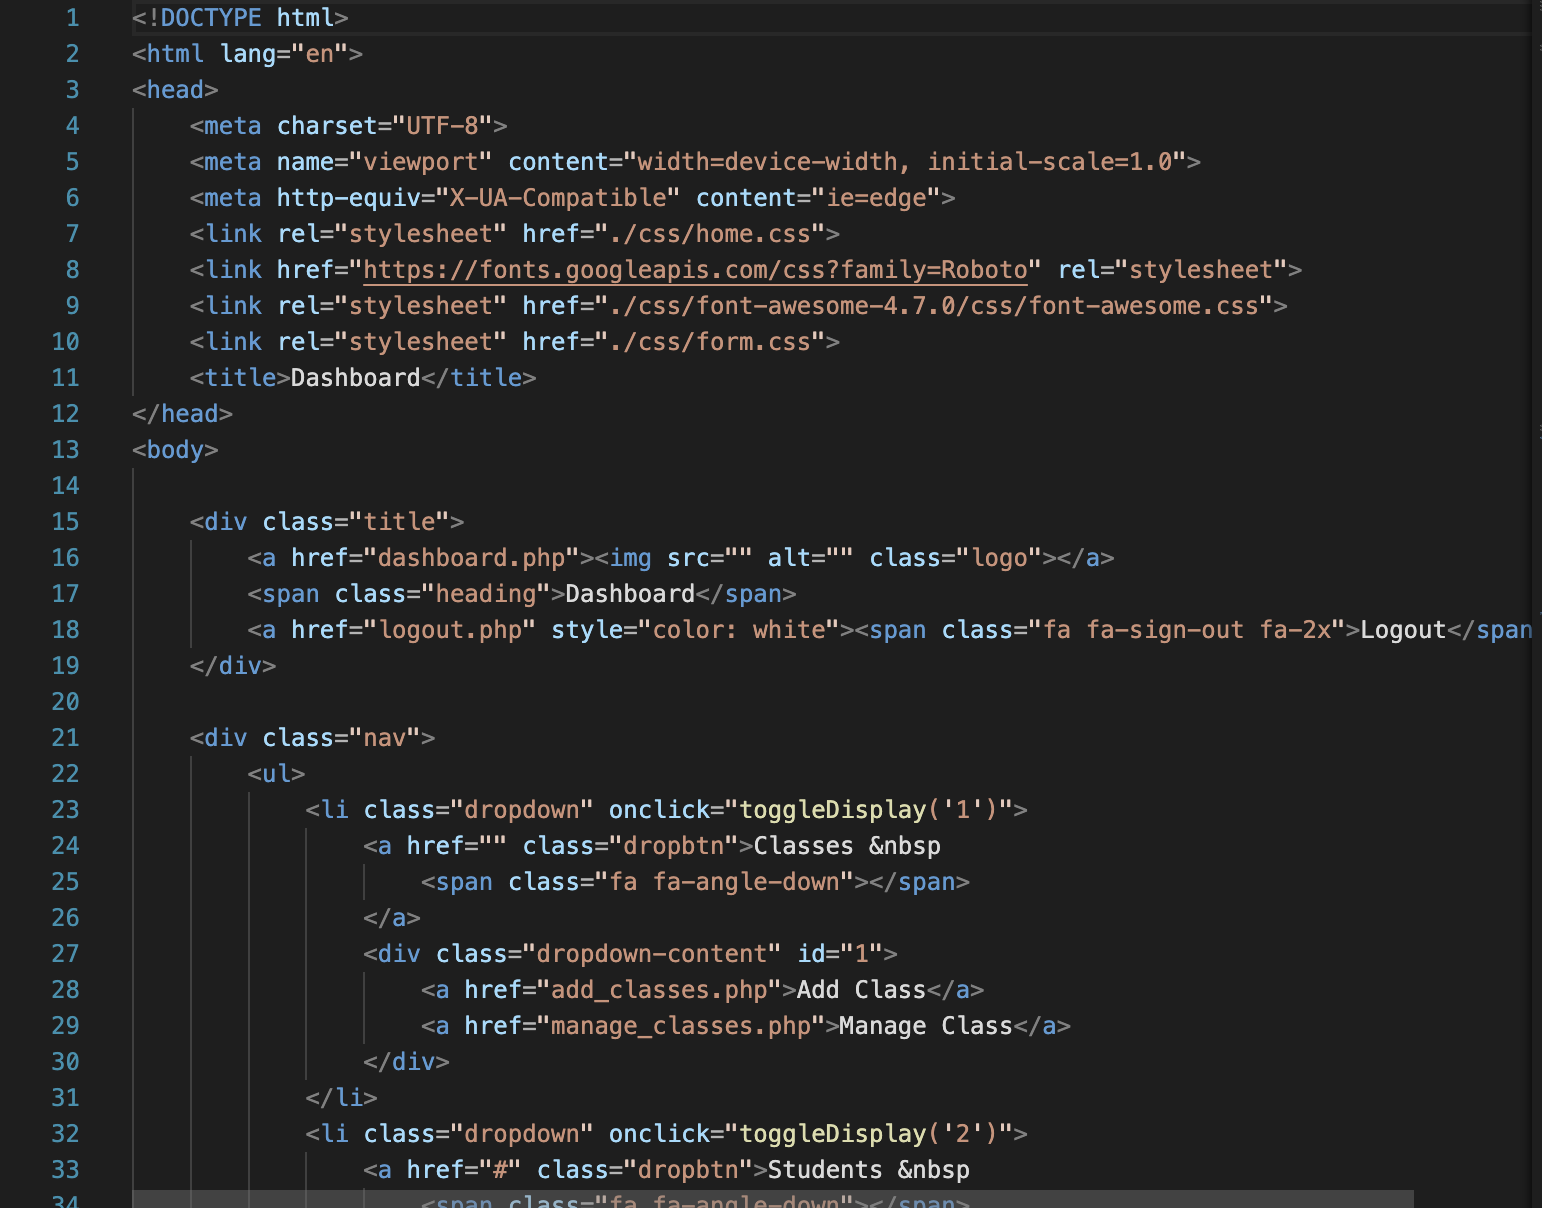 1 <!DOCTYPE html>
2 <html lang="en">
3 <head>
4     <meta charset="UTF-8">
5     <meta name="viewport" content="width=device-width, initial-scale=1.0">
6     <meta http-equiv="X-UA-Compatible" content="ie=edge">
7     <link rel="stylesheet" href="./css/home.css">
8     <link href="https://fonts.googleapis.com/css?family=Roboto" rel="stylesheet">
9     <link rel="stylesheet" href="./css/font-awesome-4.7.0/css/font-awesome.css">
10     <link rel="stylesheet" href="./css/form.css">
11     <title>Dashboard</title>
12 </head>
13 <body>
14
15     <div class="title">
16         <a href="dashboard.php"><img src="" alt="" class="logo"></a>
17         <span class="heading">Dashboard</span>
18         <a href="logout.php" style="color: white"><span class="fa fa-sign-out fa-2x">Logout</span
19     </div>
20
21     <div class="nav">
22         <ul>
23             <li class="dropdown" onclick="toggleDisplay('1')">
24                 <a href="" class="dropbtn">Classes &nbsp
25                     <span class="fa fa-angle-down"></span>
26                 </a>
27                 <div class="dropdown-content" id="1">
28                     <a href="add_classes.php">Add Class</a>
29                     <a href="manage_classes.php">Manage Class</a>
30                 </div>
31             </li>
32             <li class="dropdown" onclick="toggleDisplay('2')">
33                 <a href="#" class="dropbtn">Students &nbsp
34                     <span class="fa fa-angle-down"></span>